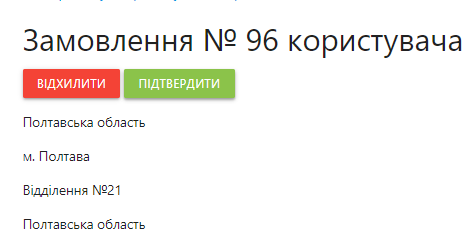 Замовлення № 96 користувача
ВІДХИЛИТИ ПІДТВЕРДИТИ
Полтавська область
м. Полтава
Відділення №21
Полтавська область